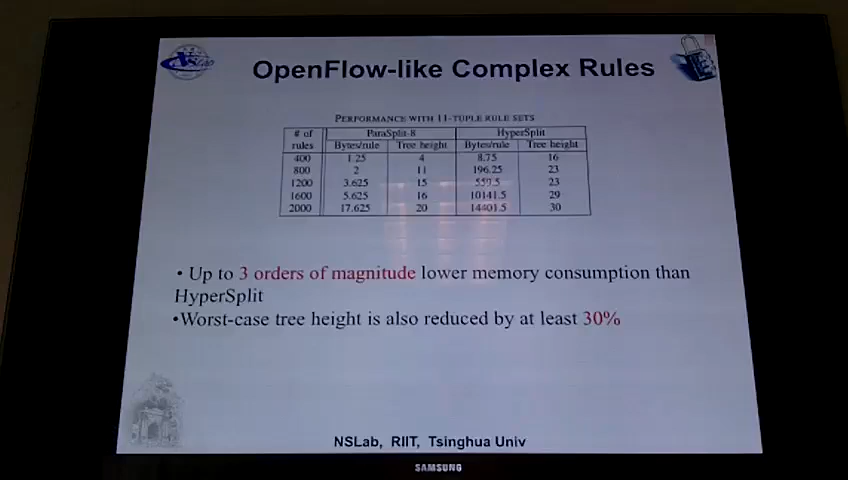 OpenFlow-like Complex Rules
PERFORMANCE WITH 11-TUPLE RULE SETS
# of rules ParaSplit-8 HyperSplit
Bytes/rule Tree height Bytes/rule Tree height
400 1.25 4 8.75 16
800 2 11 196.25 23
1200 3.625 15 559.5 23
1600 5.625 16 10141.5 29
2000 17.625 20 14401.5 30
• Up to 3 orders of magnitude lower memory consumption than
HyperSplit
•Worst-case tree height is also reduced by at least 30%
NSLab, RIIT, Tsinghua Univ
SAMSUNG